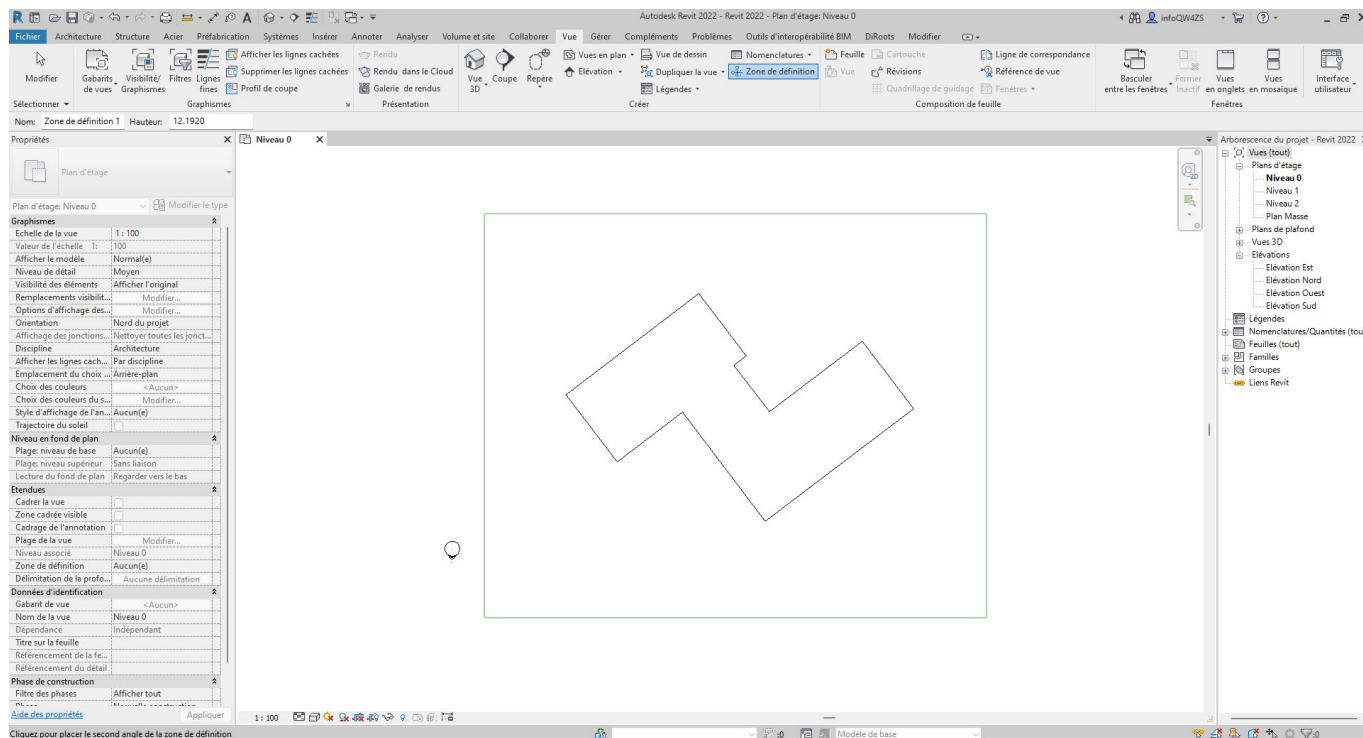 Autodesk Revit 2022 - Revit 2022 - Plan d'étage: Niveau 0
infoQW4ZS
Fichier Architecture Structure Acier Préfabrication Systèmes Insérer Annoter Analyser Volume et site Collaborer Vue Gérer Compléments Problèmes Outils d'interopérabilité BIM DiRoots Modifier
Modifier
Gabarits de vues
Visibilité/ Graphismes
Filtres
Lignes fines
Afficher les lignes cachées
Supprimer les lignes cachées
Profil de coupe
Rendu
Rendu dans le Cloud
Galerie de rendus
Vue 3D
Coupe
Repère
Vues en plan
Elévation
Vue de dessin
Dupliquer la vue
Légendes
Nomenclatures
Zone de définition
Feuille
Vue
Cartouche
Révisions
Quadrillage de guidage
Ligne de correspondance
Référence de vue
Fenêtres
Basculer entre les fenêtres
Fermer Inactif
Vues en onglets
Vues en mosaïque
Interface utilisateur
Sélectionner Graphismes Présentation Créer Composition de feuille Fenêtres
Nom: Zone de définition 1 Hauteur: 12.1920
Propriétés
Plan d'étage
Plan d'étage: Niveau 0 Modifier le type
Graphismes
Echelle de la vue 1 : 100
Valeur de l'échelle 1: 100
Afficher le modèle Normal(e)
Niveau de détail Moyen
Visibilité des éléments Afficher l'original
Remplacements visibilit... Modifier...
Options d'affichage des... Modifier...
Orientation Nord du projet
Affichage des jonctions... Nettoyer toutes les jonct...
Discipline Architecture
Afficher les lignes cach... Par discipline
Emplacement du choix ... Arrière-plan
Choix des couleurs <Aucun>
Choix des couleurs du s... Modifier...
Style d'affichage de l'an... Aucun(e)
Trajectoire du soleil
Niveau en fond de plan
Plage: niveau de base Aucun(e)
Plage: niveau supérieur Sans liaison
Lecture du fond de plan Regarder vers le bas
Etendues
Cadrer la vue
Zone cadrée visible
Cadrage de l'annotation
Plage de la vue Modifier...
Niveau associé Niveau 0
Zone de définition Aucun(e)
Délimitation de la profo... Aucune délimitation
Données d'identification
Gabarit de vue <Aucun>
Nom de la vue Niveau 0
Dépendance Indépendant
Titre sur la feuille
Référencement de la fe...
Référencement du détail
Phase de construction
Filtre des phases Afficher tout
Aide des propriétés Appliquer
Niveau 0
2D
Arborescence du projet - Revit 2022
Vues (tout)
Plans d'étage
Niveau 0
Niveau 1
Niveau 2
Plan Masse
Plans de plafond
Vues 3D
Elévations
Elévation Est
Elévation Nord
Elévation Ouest
Elévation Sud
Légendes
Nomenclatures/Quantités (tou
Feuilles (tout)
Familles
Groupes
Liens Revit
1 : 100
Cliquez pour placer le second angle de la zone de définition
:0 Modèle de base :0